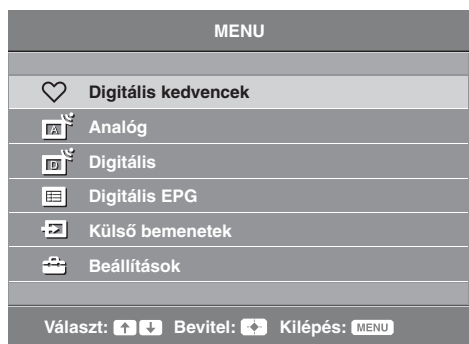 MENU
Digitális kedvencek
A Analóg
D Digitális
Digitális EPG
Külső bemenetek
Beállítások
Választ: Bevitel: Kilépés: MENU